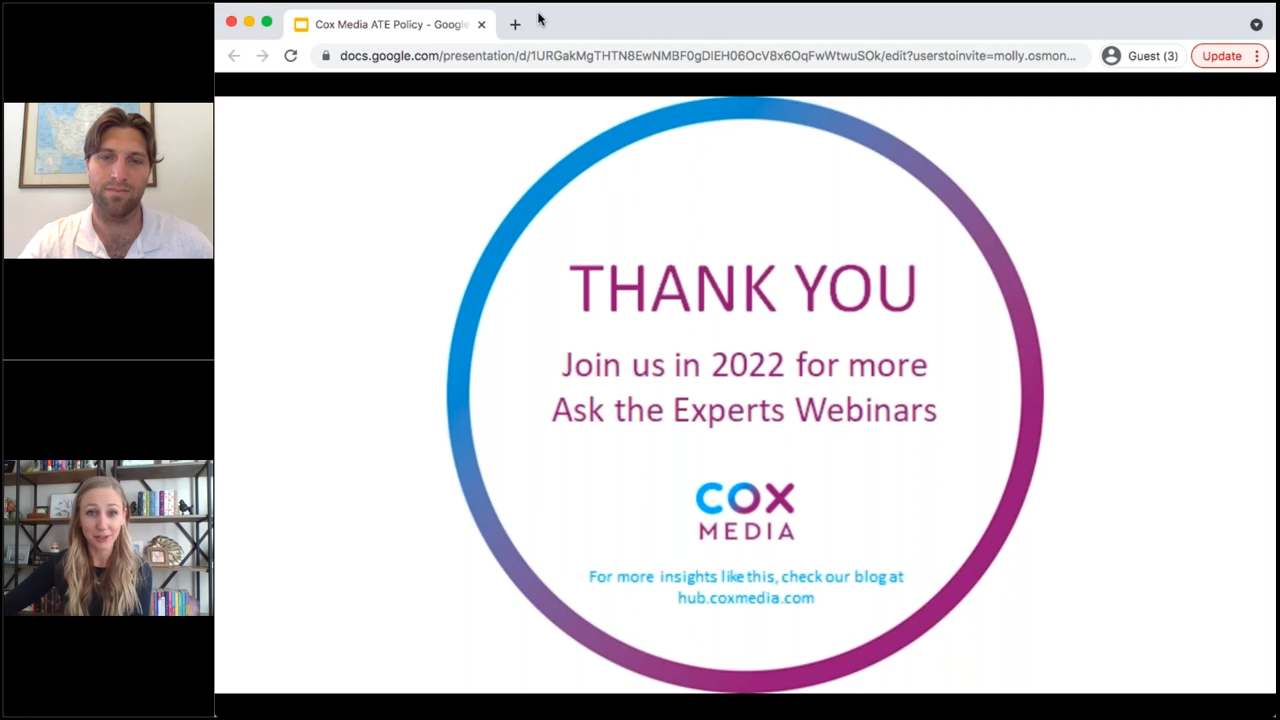 Cox Media ATE Policy - Google
docs.google.com/presentation/d/1URGakMgTHTN8EwNMBF0gDIEH06OcV8x6OqFwWtwuSOk/edit?userstoinvite=molly.osmon...
Guest (3)
Update
THANK YOU
Join us in 2022 for more
Ask the Experts Webinars
COX
MEDIA
For more insights like this, check our blog at
hub.coxmedia.com